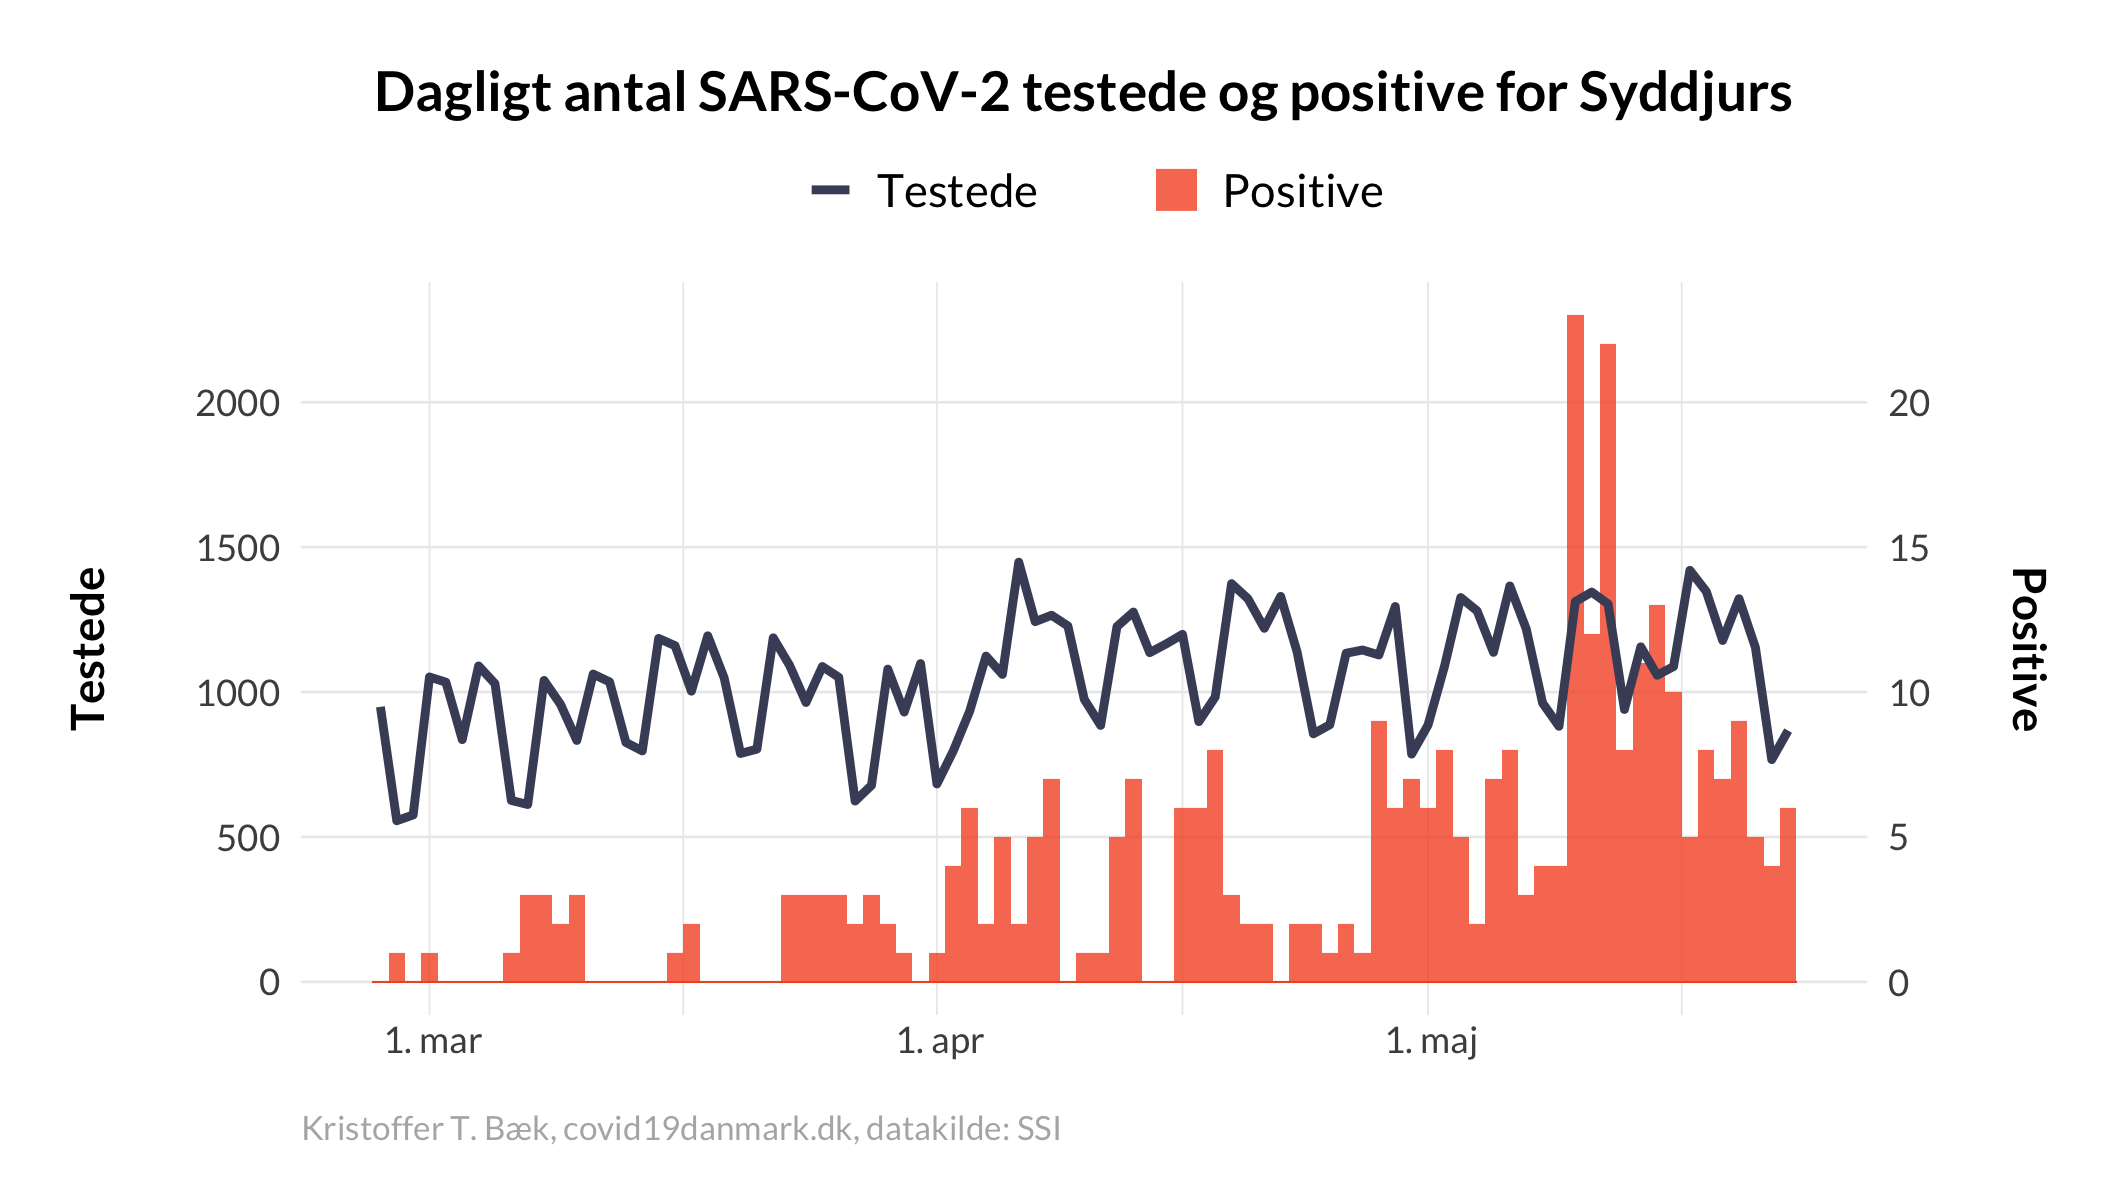 Dagligt antal SARS-CoV-2 testede og positive for Syddjurs
Testede
Positive
2000
1500
1000
500
0
Testede
20
15
10
5
0
Positive
1. mar
1. apr
1. maj
Kristoffer T. Bæk, covid19danmark.dk, datakilde: SSI